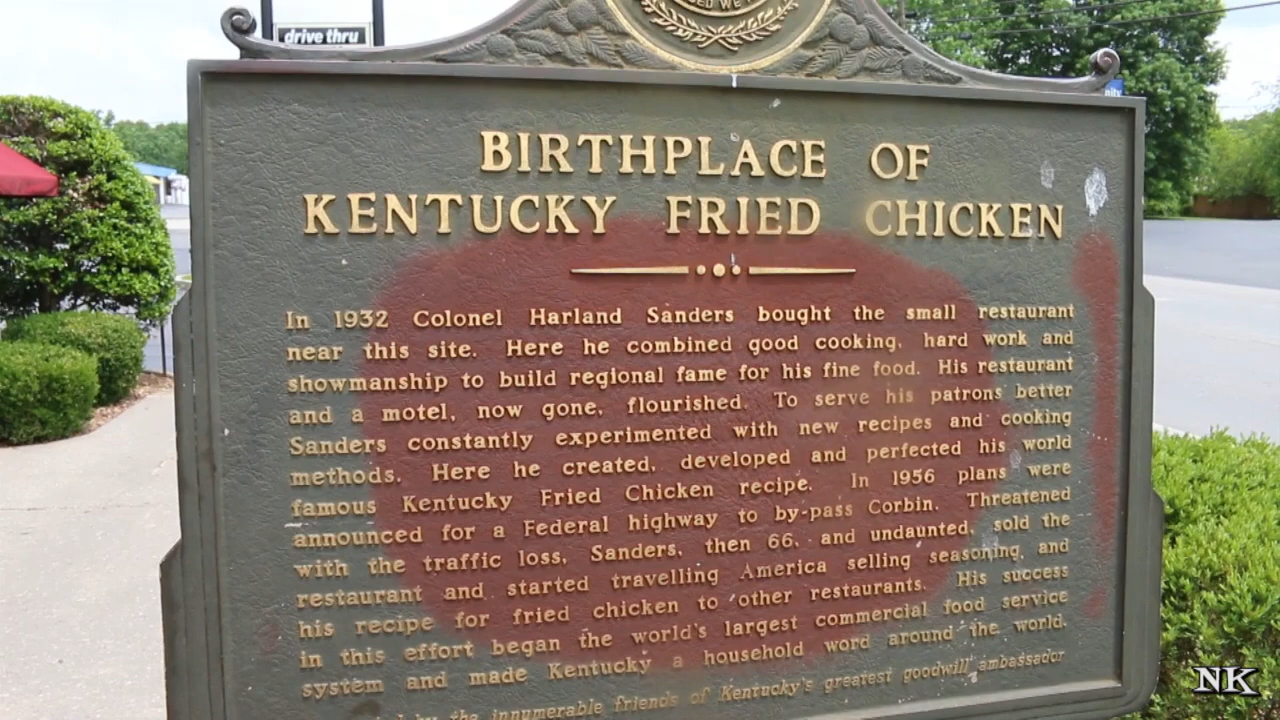 drive thru
BIRTHPLACE OF
KENTUCKY FRIED CHICKEN
In 1932 Colonel Harland Sanders bought the small restaurant
near this site. Here he combined good cooking, hard work and
showmanship to build regional fame for his fine food. His restaurant
and a motel, now gone, flourished. To serve his patrons better
Sanders constantly experimented with new recipes and cooking
methods. Here he created, developed and perfected his world
famous Kentucky Fried Chicken recipe. In 1956 plans were
announced for a Federal highway to by-pass Corbin. Threatened
with the traffic loss, Sanders, then 66, and undaunted, sold the
restaurant and started travelling America selling seasoning, and
his recipe for fried chicken to other restaurants. His success
in this effort began the world's largest commercial food service
system and made Kentucky a household word around the world.
by the innumerable friends of Kentucky's greatest goodwill ambassador
NK